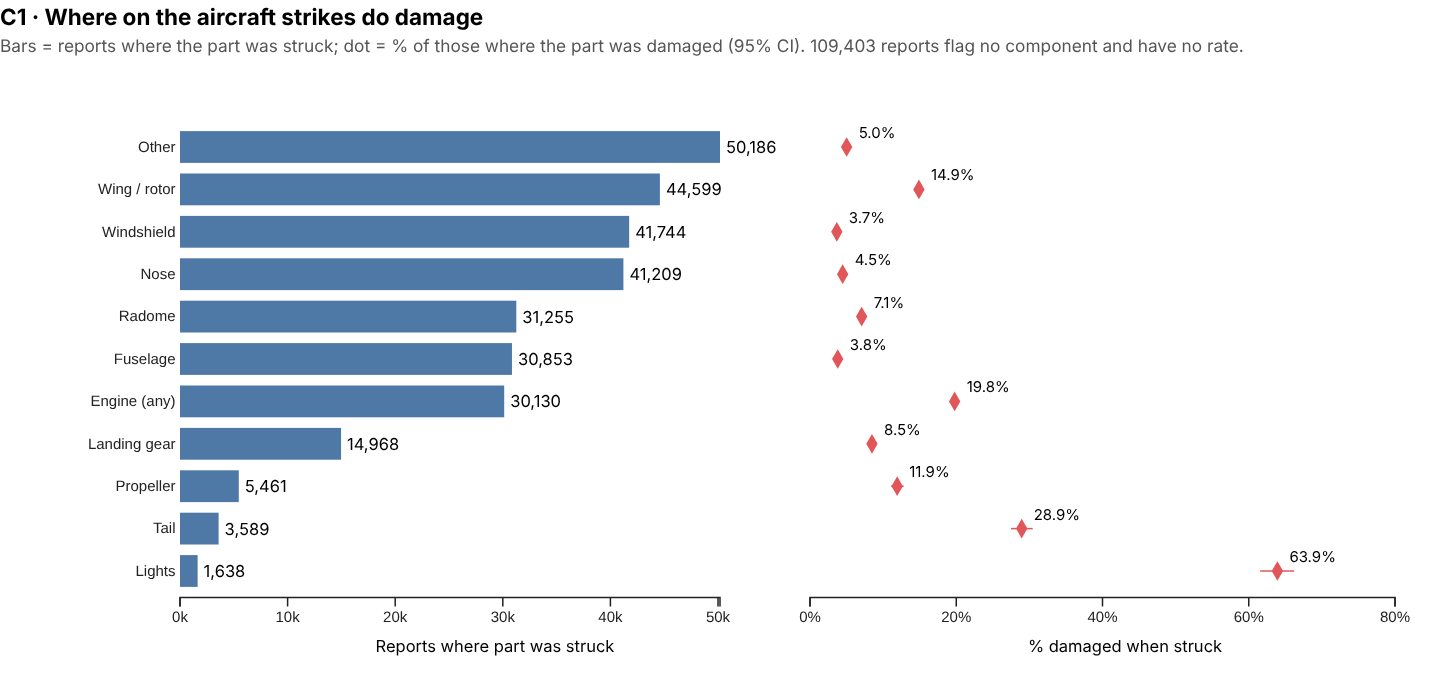 C1 · Where on the aircraft strikes do damage
Bars = reports where the part was struck; dot = % of those where the part was damaged (95% CI). 109,403 reports flag no component and have no rate.
Other 50,186 5.0%
Wing / rotor 44,599 14.9%
Windshield 41,744 3.7%
Nose 41,209 4.5%
Radome 31,255 7.1%
Fuselage 30,853 3.8%
Engine (any) 30,130 19.8%
Landing gear 14,968 8.5%
Propeller 5,461 11.9%
Tail 3,589 28.9%
Lights 1,638 63.9%
0k 10k 20k 30k 40k 50k 0% 20% 40% 60% 80%
Reports where part was struck % damaged when struck